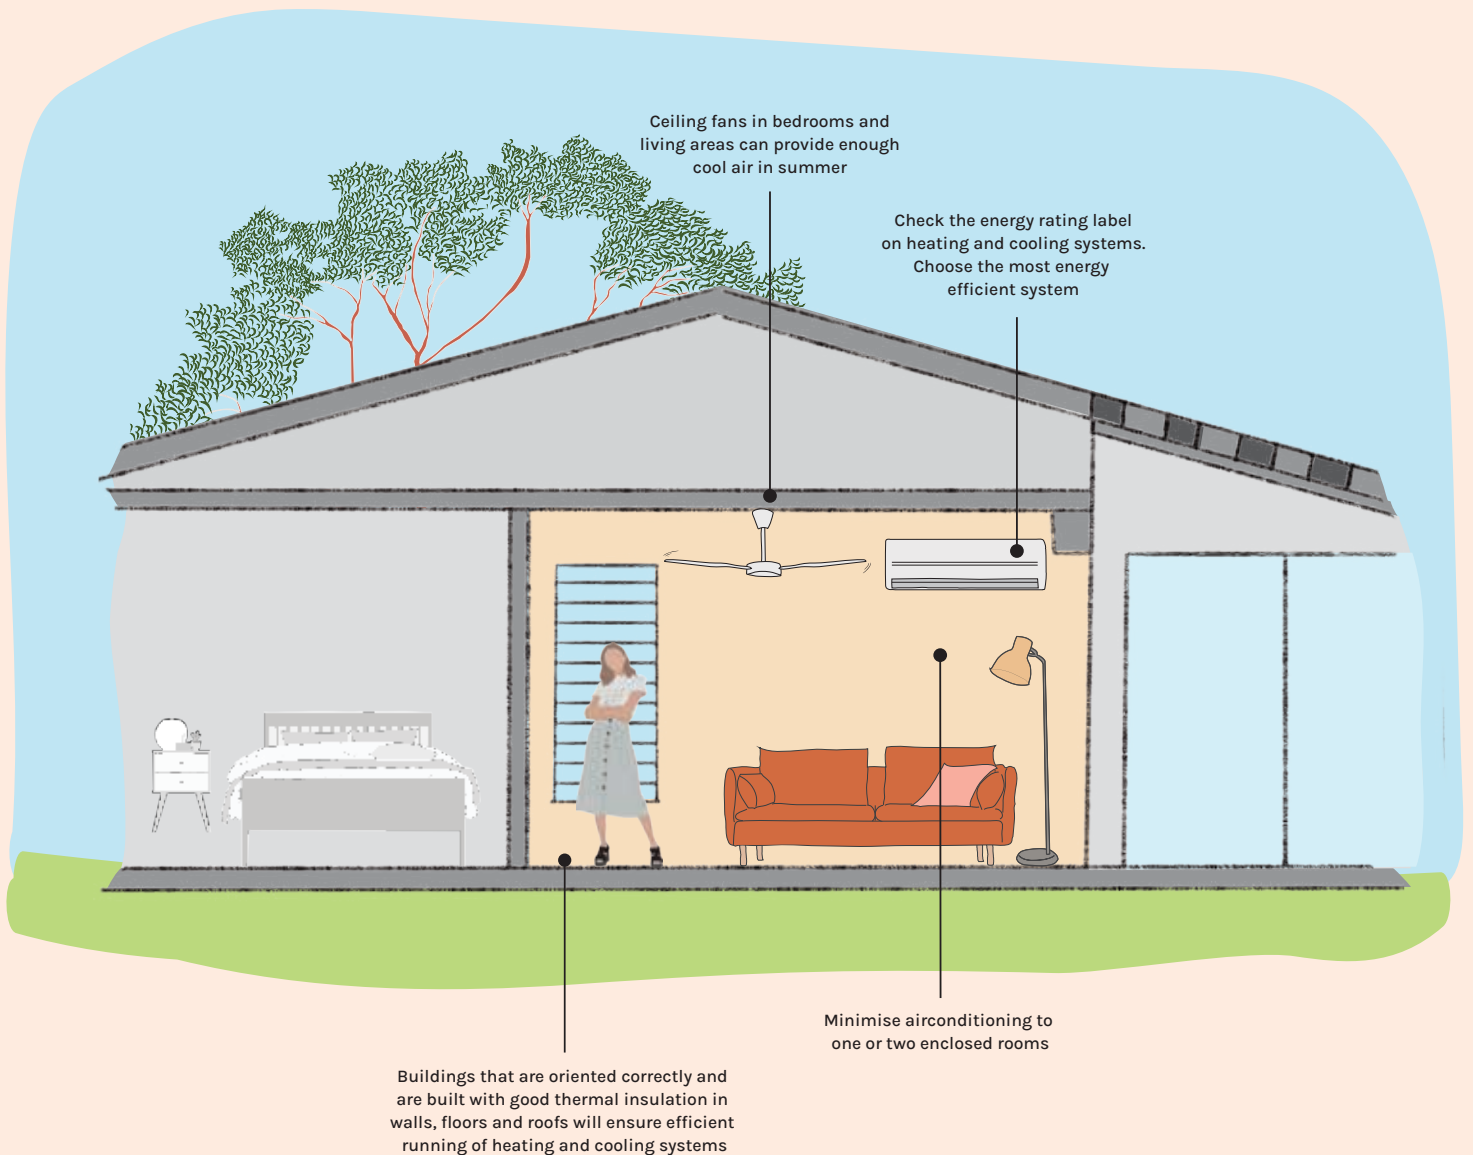 Ceiling fans in bedrooms and
living areas can provide enough
cool air in summer
Check the energy rating label
on heating and cooling systems.
Choose the most energy
efficient system
Minimise airconditioning to
one or two enclosed rooms
Buildings that are oriented correctly and
are built with good thermal insulation in
walls, floors and roofs will ensure efficient
running of heating and cooling systems